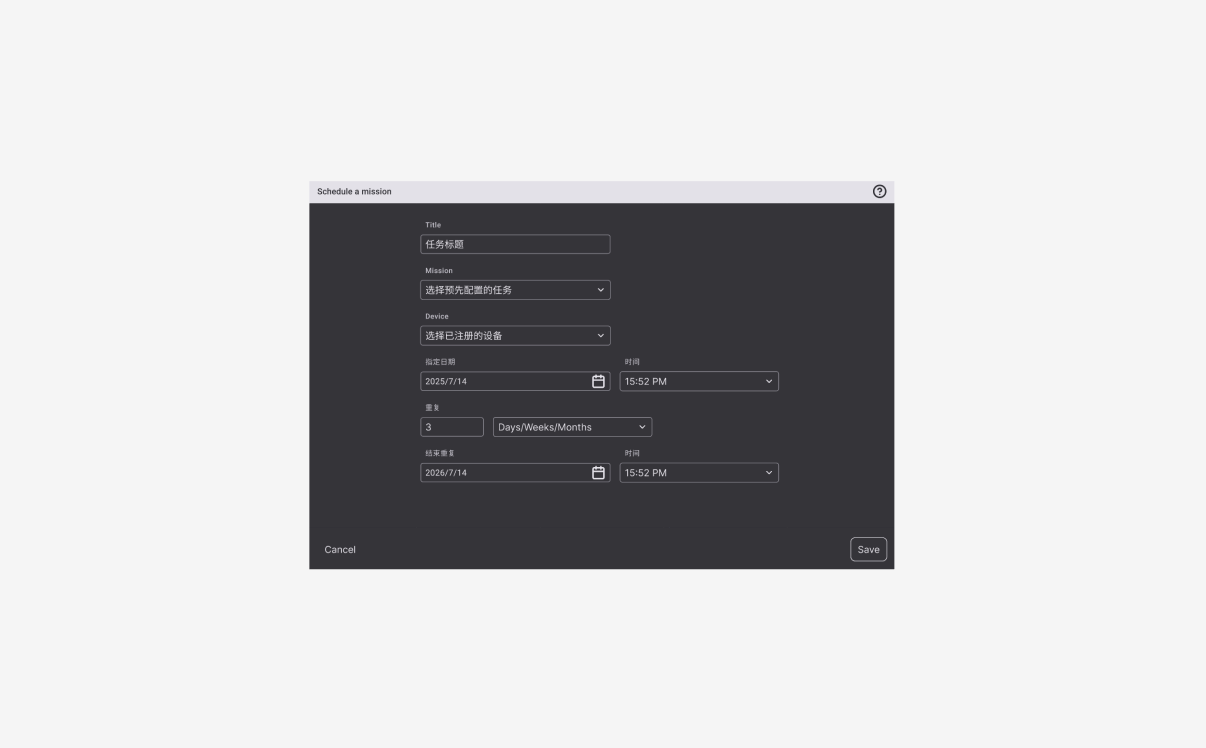 Schedule a mission
Title
任务标题
Mission
选择预先配置的任务
Device
选择已注册的设备
指定日期 时间
2025/7/14 15:52 PM
重复
3 Days/Weeks/Months
结束重复 时间
2026/7/14 15:52 PM
Cancel Save